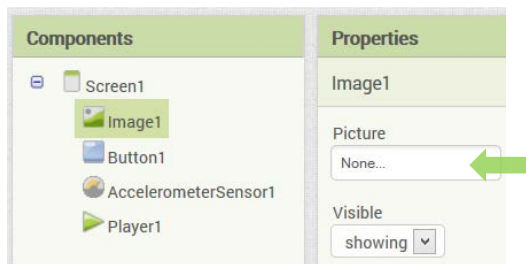 Components
Screen1
Image1
Button1
AccelerometerSensor1
Player1
Properties
Image1
Picture
None...
Visible
showing